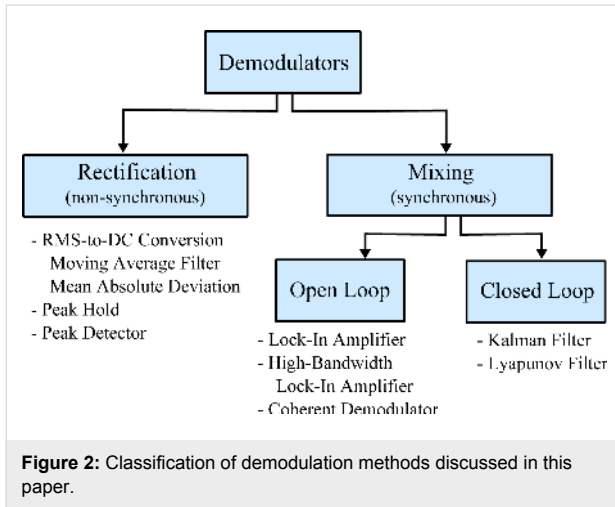 Demodulators
Rectification
(non-synchronous)
- RMS-to-DC Conversion
Moving Average Filter
Mean Absolute Deviation
- Peak Hold
- Peak Detector
Mixing
(synchronous)
Open Loop
- Lock-In Amplifier
- High-Bandwidth
Lock-In Amplifier
- Coherent Demodulator
Closed Loop
- Kalman Filter
- Lyapunov Filter
Figure 2: Classification of demodulation methods discussed in this
paper.